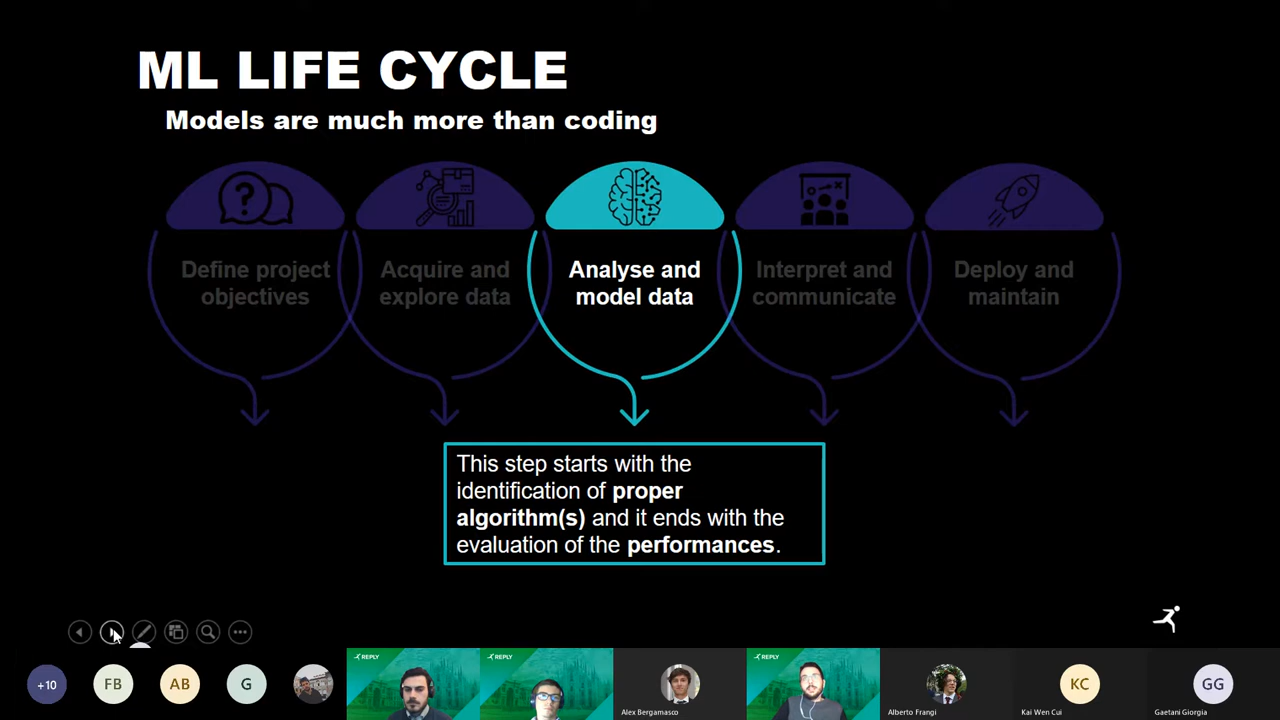 ML LIFE CYCLE
Models are much more than coding
?
Define project
objectives
Acquire and
explore data
Analyse and
model data
Interpret and
communicate
Deploy and
maintain
This step starts with the
identification of proper
algorithm(s) and it ends with the
evaluation of the performances.
+10
FB
AB
G
REPLY
REPLY
Alex Bergamasco
REPLY
Alberto Frangi
KC
Kai Wen Cui
GG
Gaetani Giorgia